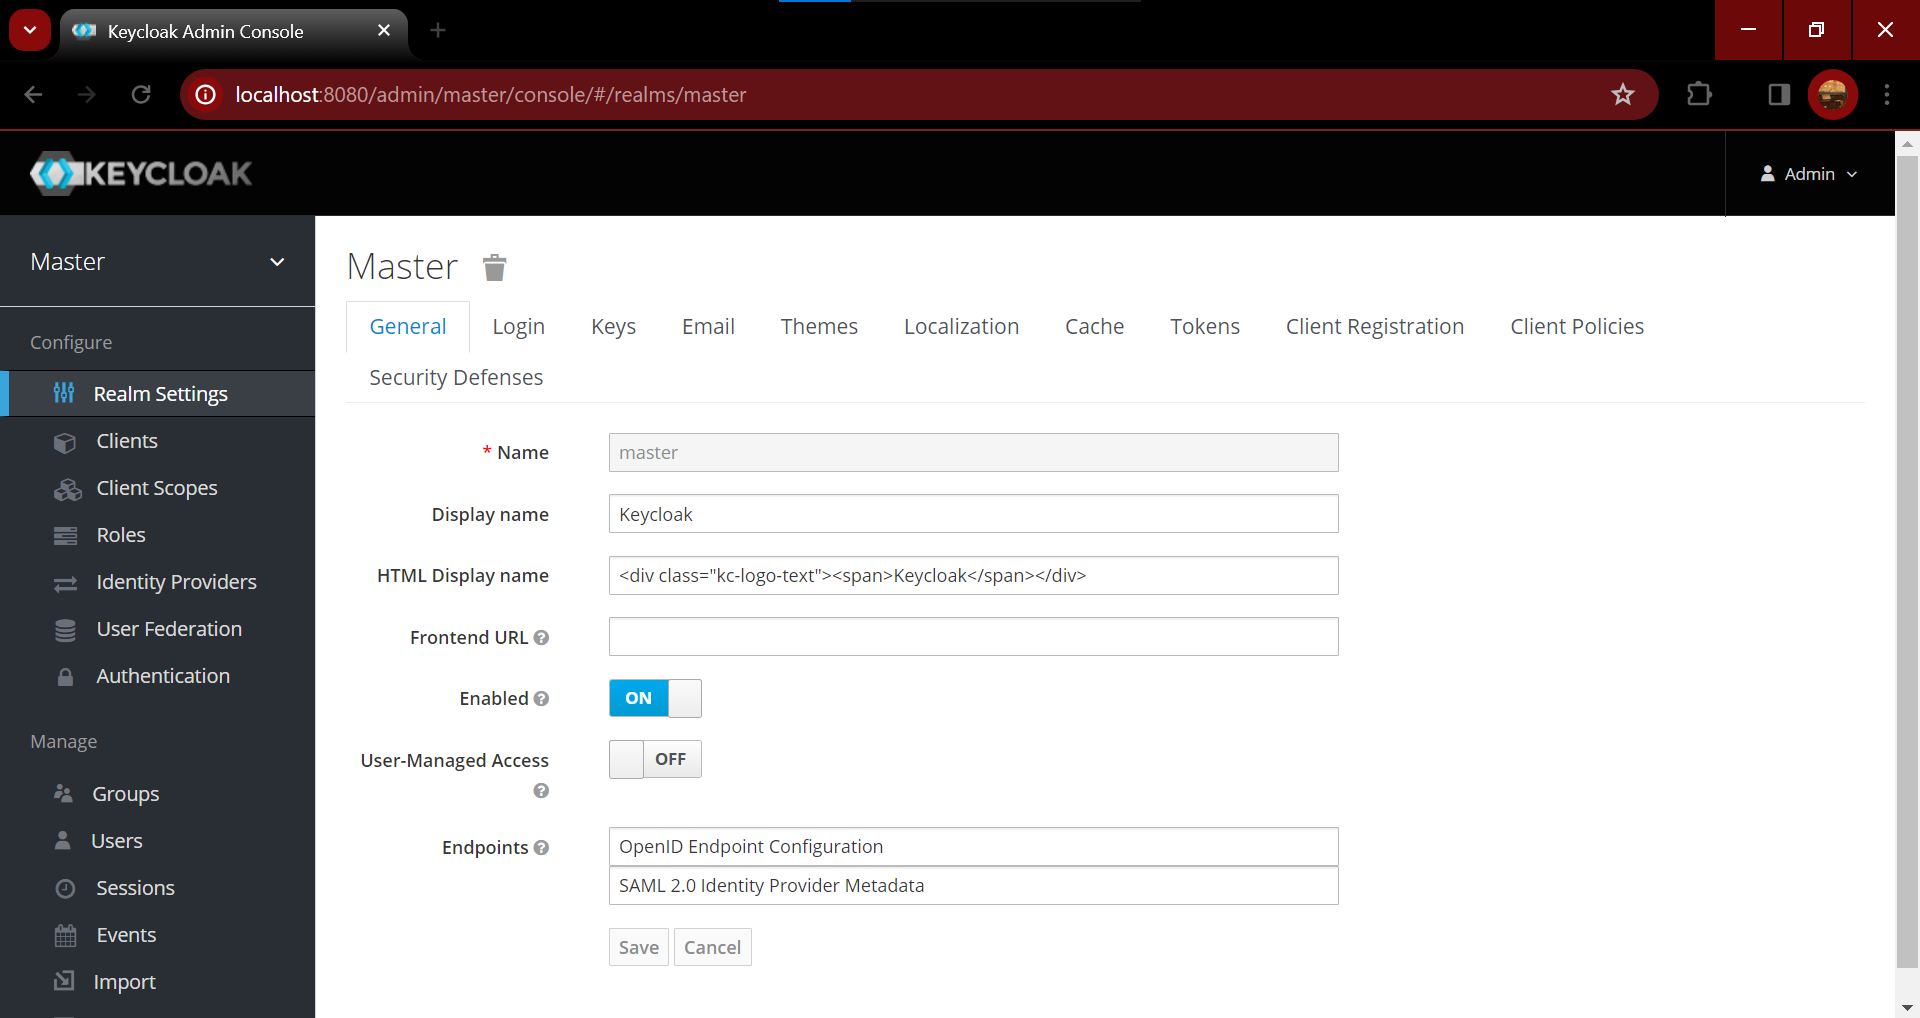 Keycloak Admin Console
localhost:8080/admin/master/console/#/realms/master
KEYCLOAK
Admin
Master
Configure
Realm Settings
Clients
Client Scopes
Roles
Identity Providers
User Federation
Authentication
Manage
Groups
Users
Sessions
Events
Import
Master
General Login Keys Email Themes Localization Cache Tokens Client Registration Client Policies
Security Defenses
* Name master
Display name Keycloak
HTML Display name <div class="kc-logo-text"><span>Keycloak</span></div>
Frontend URL
Enabled ON
User-Managed Access OFF
Endpoints OpenID Endpoint Configuration
SAML 2.0 Identity Provider Metadata
Save Cancel